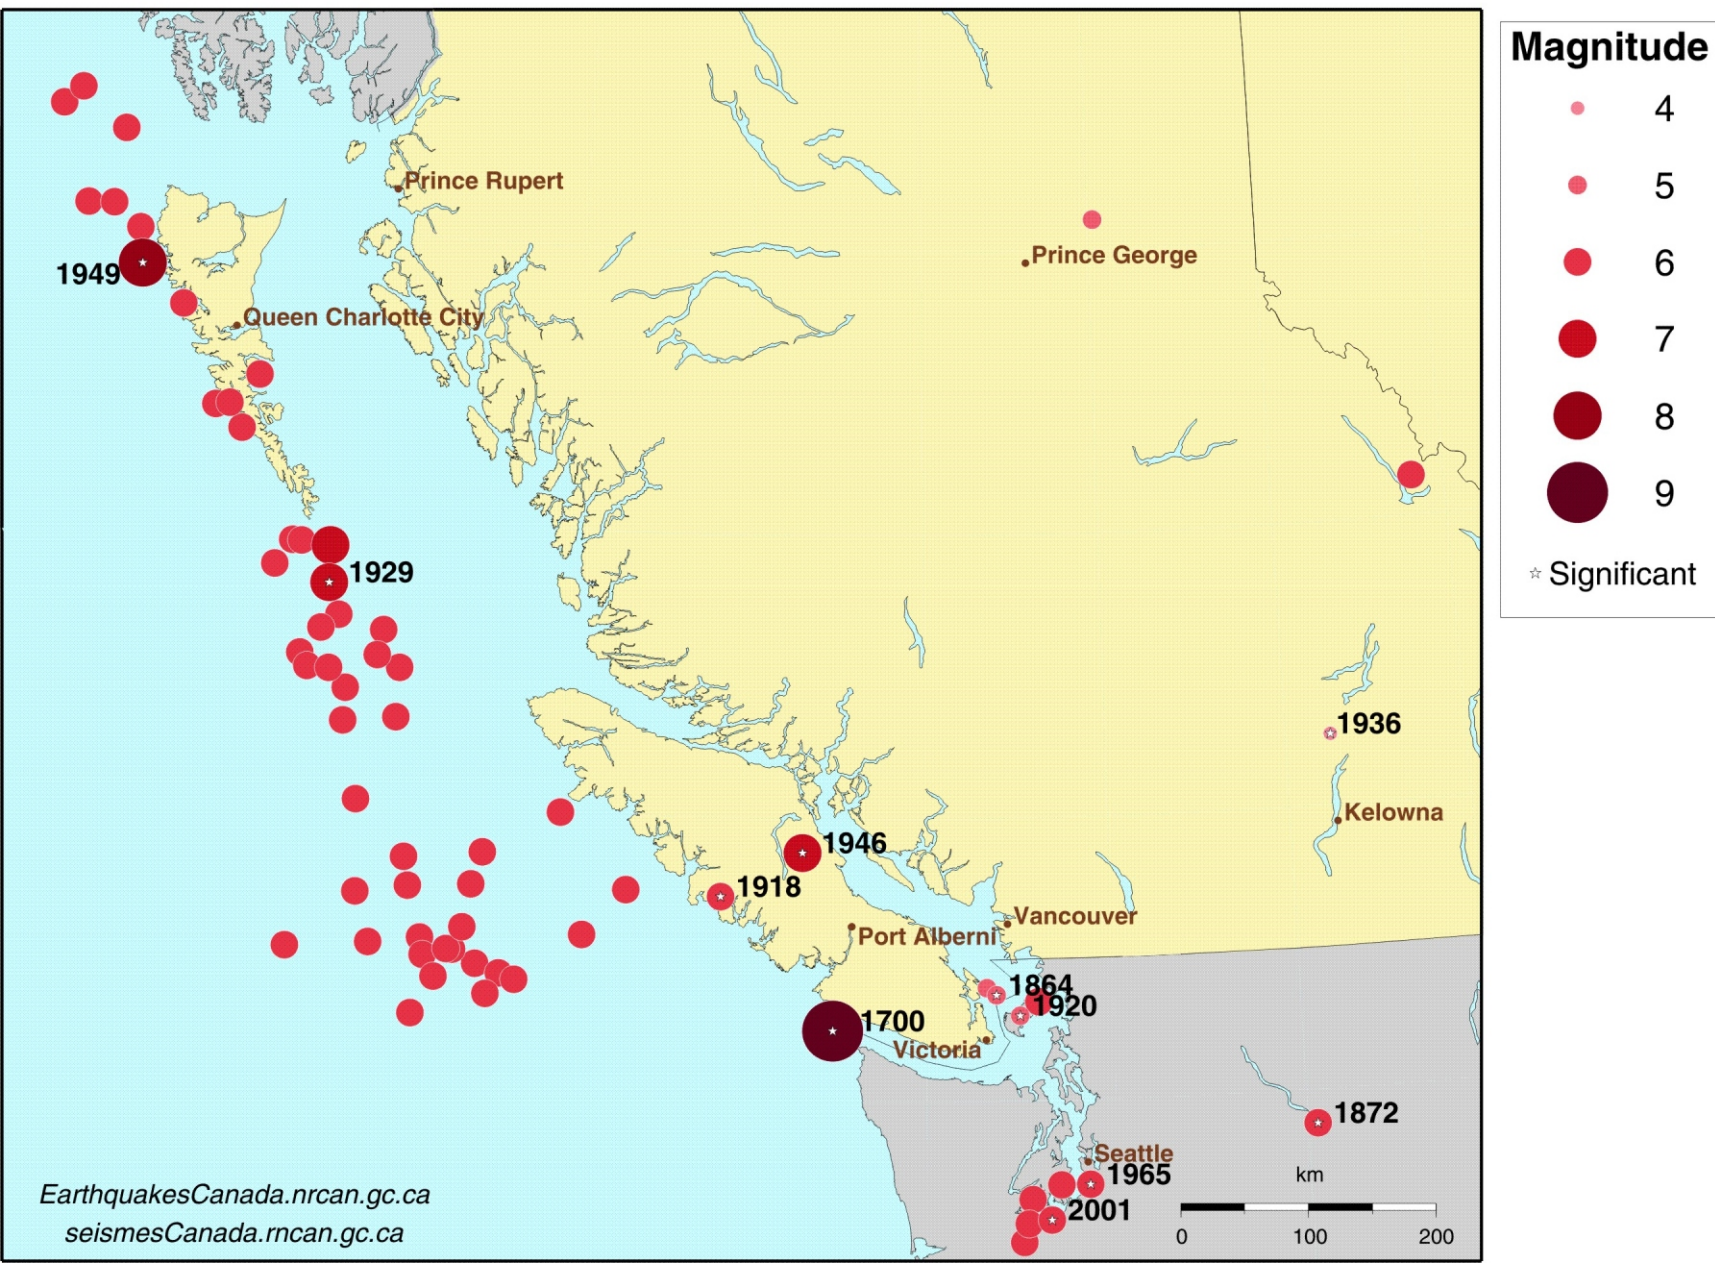 Magnitude
4
5
6
7
8
9
☆ Significant
Prince Rupert
Prince George
1949
Queen Charlotte City
1929
1936
Kelowna
1946
1918
Vancouver
Port Alberni
1864
1920
1700
Victoria
1872
Seattle
1965
2001
km
0 100 200
EarthquakesCanada.nrcan.gc.ca
seismesCanada.rncan.gc.ca